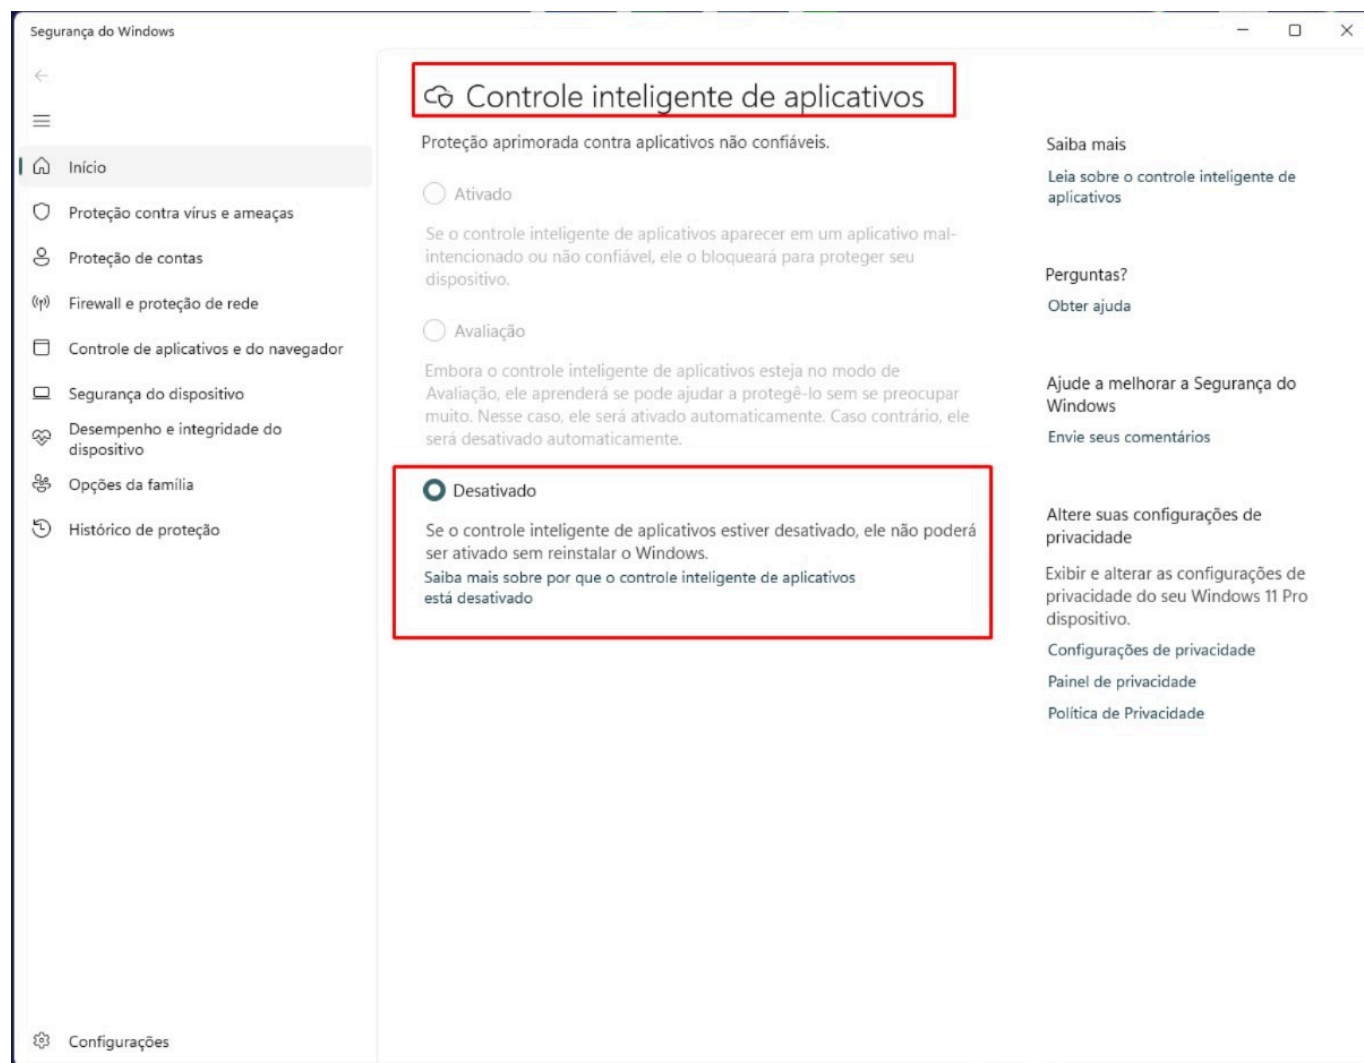 Segurança do Windows
Início
Proteção contra vírus e ameaças
Proteção de contas
Firewall e proteção de rede
Controle de aplicativos e do navegador
Segurança do dispositivo
Desempenho e integridade do
dispositivo
Opções da família
Histórico de proteção
Configurações
Controle inteligente de aplicativos
Proteção aprimorada contra aplicativos não confiáveis.
Ativado
Se o controle inteligente de aplicativos aparecer em um aplicativo mal-
intencionado ou não confiável, ele o bloqueará para proteger seu
dispositivo.
Avaliação
Embora o controle inteligente de aplicativos esteja no modo de
Avaliação, ele aprenderá se pode ajudar a protegê-lo sem se preocupar
muito. Nesse caso, ele será ativado automaticamente. Caso contrário, ele
será desativado automaticamente.
Desativado
Se o controle inteligente de aplicativos estiver desativado, ele não poderá
ser ativado sem reinstalar o Windows.
Saiba mais sobre por que o controle inteligente de aplicativos
está desativado
Saiba mais
Leia sobre o controle inteligente de
aplicativos
Perguntas?
Obter ajuda
Ajude a melhorar a Segurança do
Windows
Envie seus comentários
Altere suas configurações de
privacidade
Exibir e alterar as configurações de
privacidade do seu Windows 11 Pro
dispositivo.
Configurações de privacidade
Painel de privacidade
Política de Privacidade